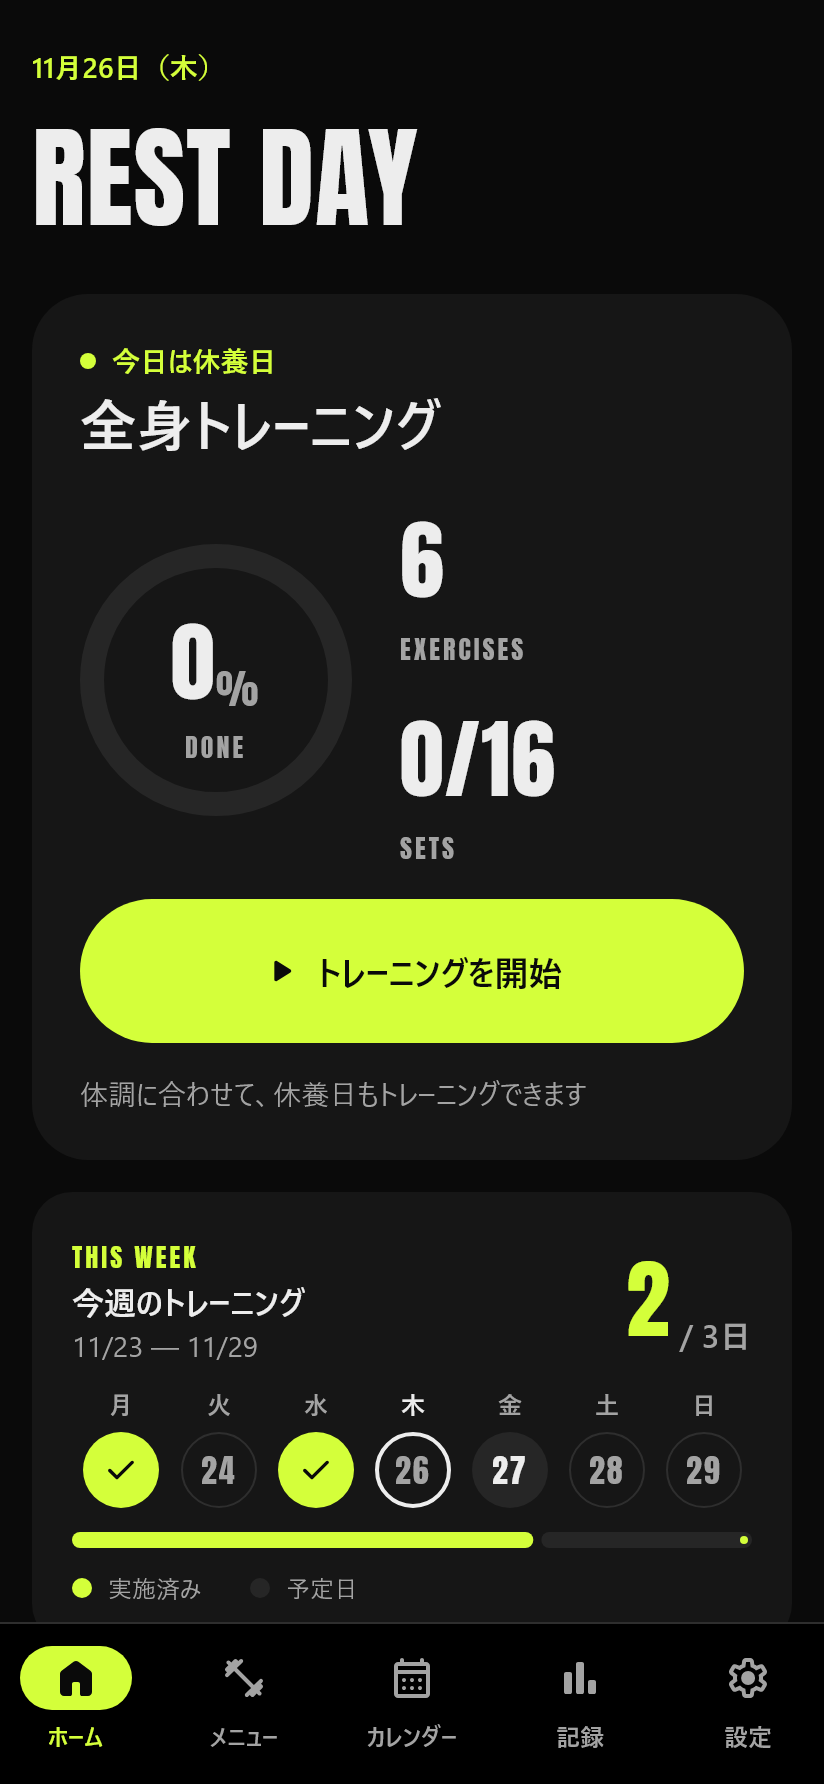 11月26日（木）
REST DAY
今日は休養日
全身トレーニング
6
EXERCISES
0%
DONE
0/16
SETS
トレーニングを開始
体調に合わせて、休養日もトレーニングできます
THIS WEEK
今週のトレーニング
11/23 — 11/29
2 / 3日
月 火 水 木 金 土 日
24 26 27 28 29
実施済み 予定日
ホーム メニュー カレンダー 記録 設定